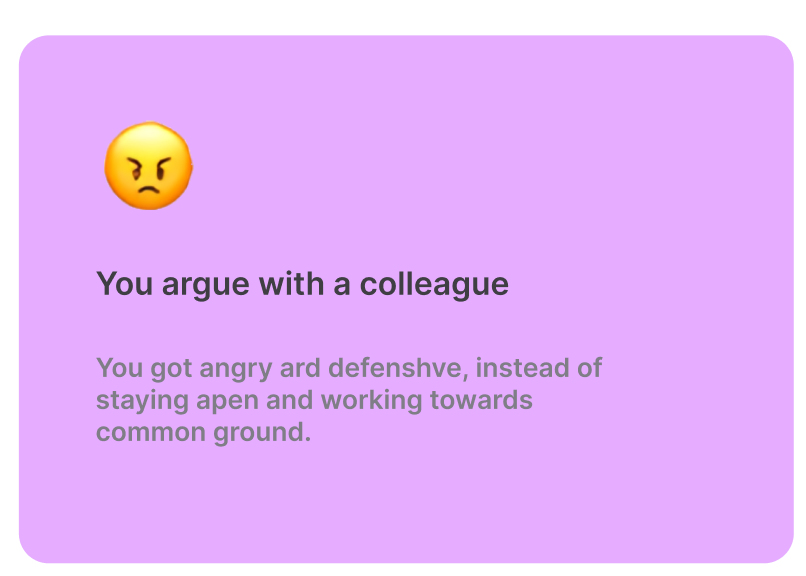 You argue with a colleague
You got angry ard defenshve, instead of
staying apen and working towards
common ground.